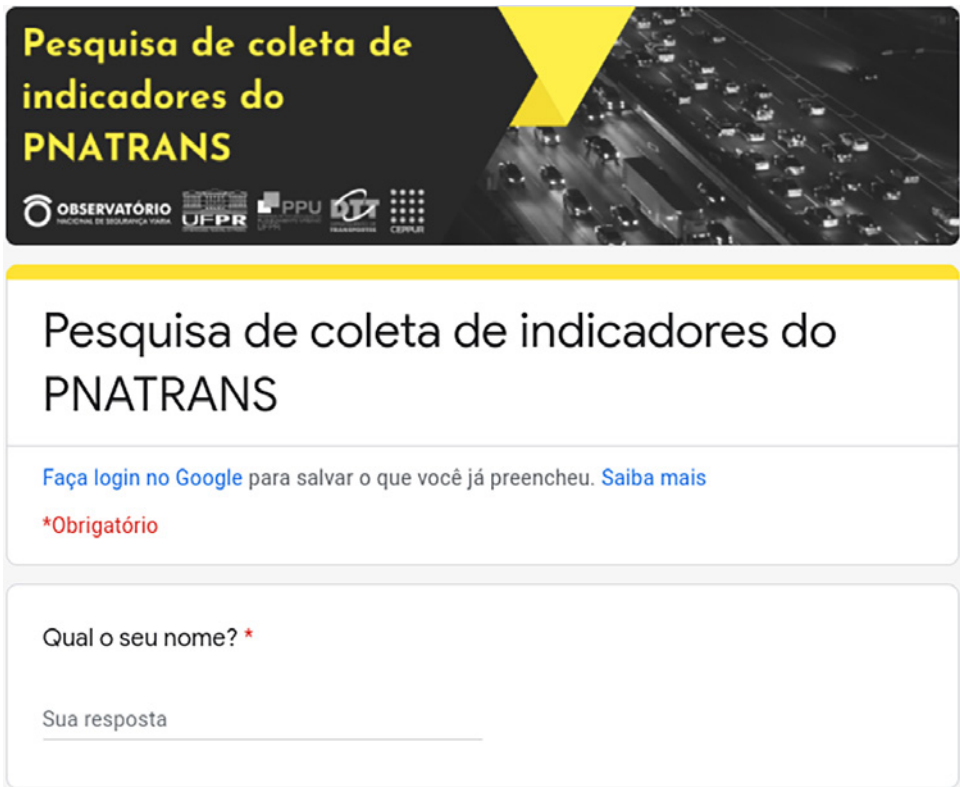 Pesquisa de coleta de
indicadores do
PNATRANS
OBSERVATÓRIO
NACIONAL DE SEGURANÇA VIÁRIA
UFPR
PPU
UFPR
DTT
TRANSPORTES
CEPPUR
Pesquisa de coleta de indicadores do
PNATRANS
Faça login no Google para salvar o que você já preencheu. Saiba mais
*Obrigatório
Qual o seu nome? *
Sua resposta